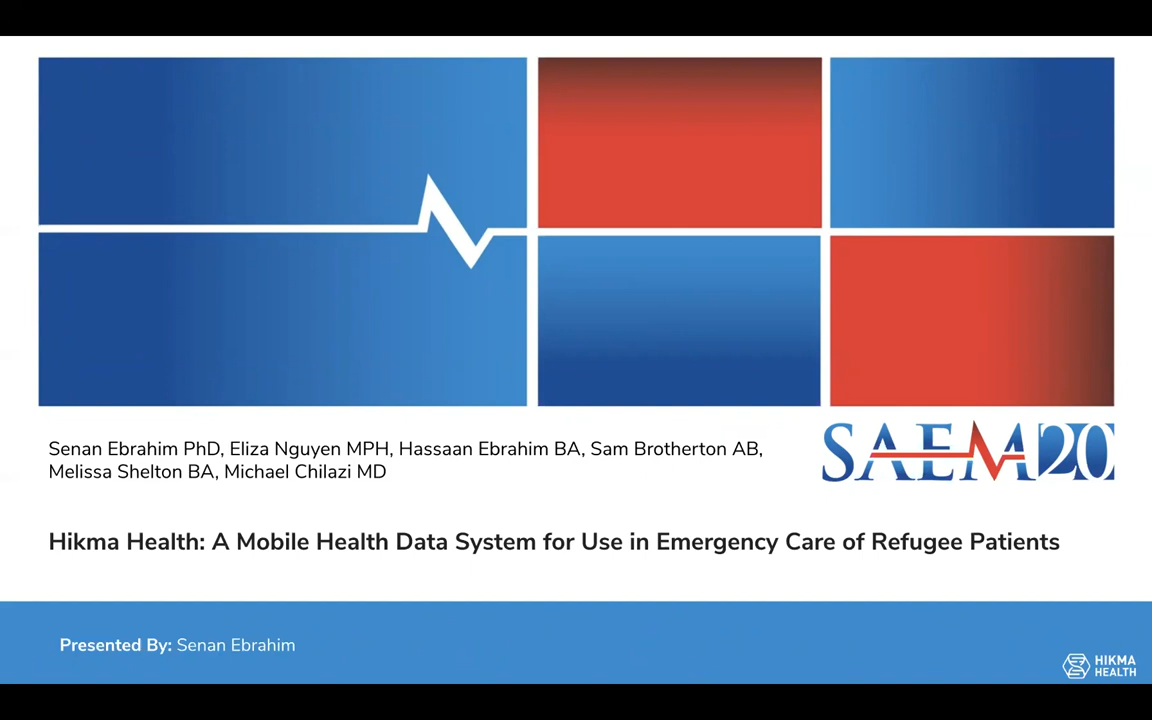 Senan Ebrahim PhD, Eliza Nguyen MPH, Hassaan Ebrahim BA, Sam Brotherton AB,
Melissa Shelton BA, Michael Chilazi MD
SAEM20
Hikma Health: A Mobile Health Data System for Use in Emergency Care of Refugee Patients
Presented By: Senan Ebrahim
HIKMA
HEALTH